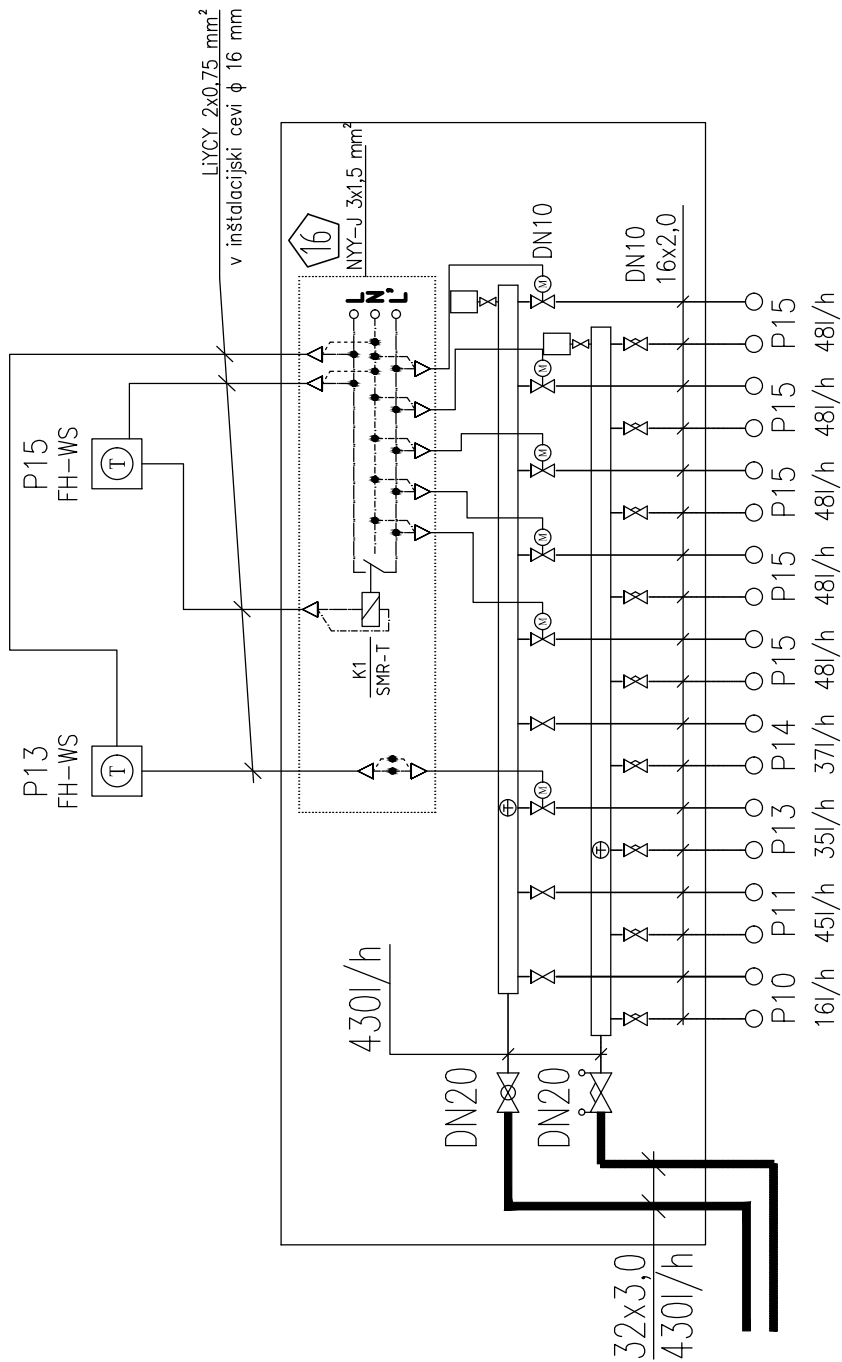 LiYCY 2x0,75 mm²
v inštalacijski cevi ϕ 16 mm
P13
FH-WS
T
P15
FH-WS
T
16
NYY-J 3x1,5 mm²
L
N
L'
K1
SMR-T
DN10
M
M
M
M
M
M
T
T
DN10
16x2,0
430l/h
DN20
DN20
32x3,0
430l/h
P10
16l/h
P11
45l/h
P13
35l/h
P14
37l/h
P15
48l/h
P15
48l/h
P15
48l/h
P15
48l/h
P15
48l/h